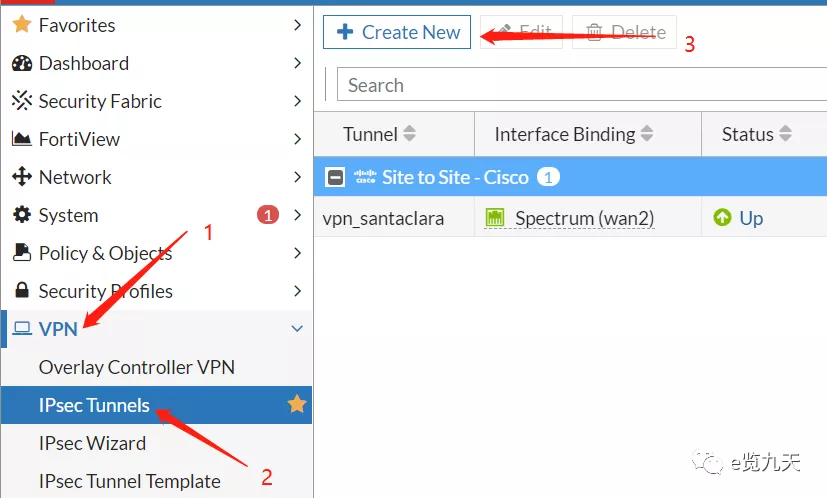 Favorites
Dashboard
Security Fabric
FortiView
Network
System 1
Policy & Objects
Security Profiles
VPN
Overlay Controller VPN
IPsec Tunnels
IPsec Wizard
IPsec Tunnel Template
1
2
Create New Edit Delete
3
Search
Tunnel Interface Binding Status
CISCO Site to Site - Cisco 1
vpn_santaclara Spectrum (wan2) Up
e览九天